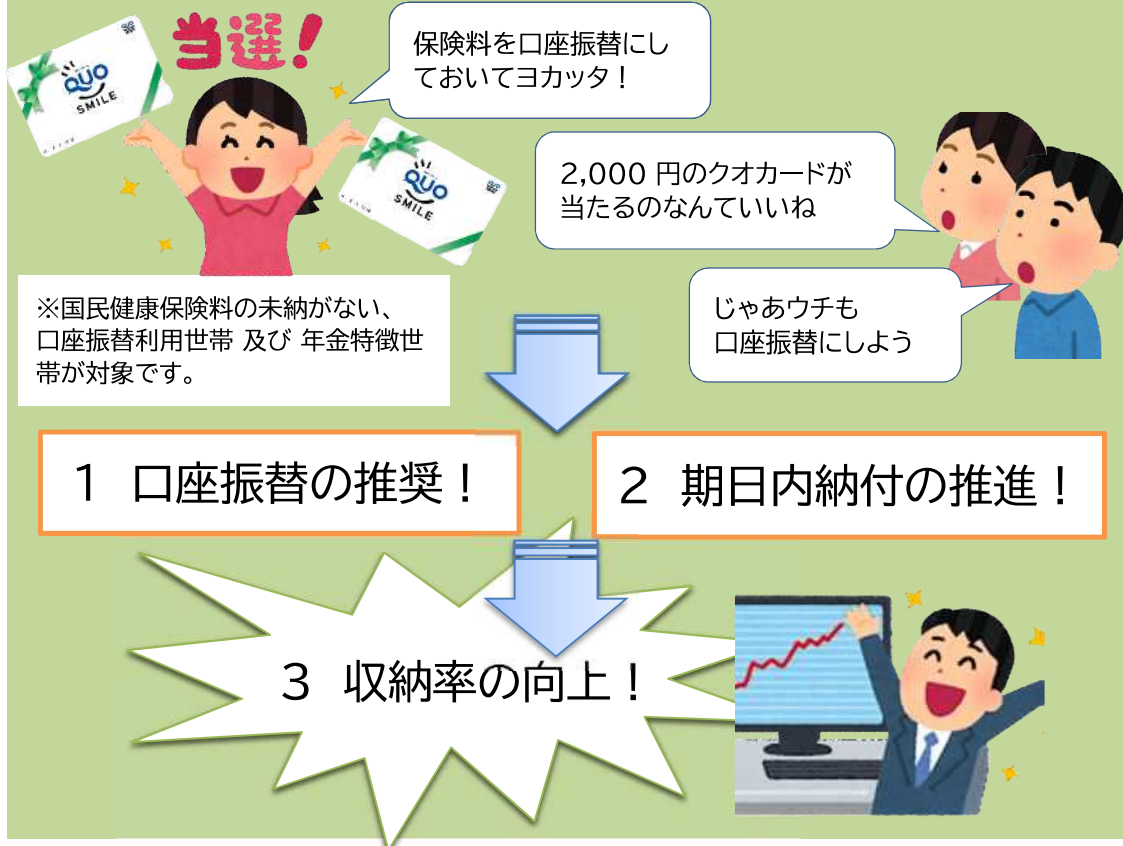 当選！
QUO
SMILE
QUO
SMILE
保険料を口座振替にし
ておいてヨカッタ！
2,000 円のクオカードが
当たるのなんていいね
じゃあウチも
口座振替にしよう
※国民健康保険料の未納がない、
口座振替利用世帯 及び 年金特徴世
帯が対象です。
1 口座振替の推奨！
2 期日内納付の推進！
3 収納率の向上！